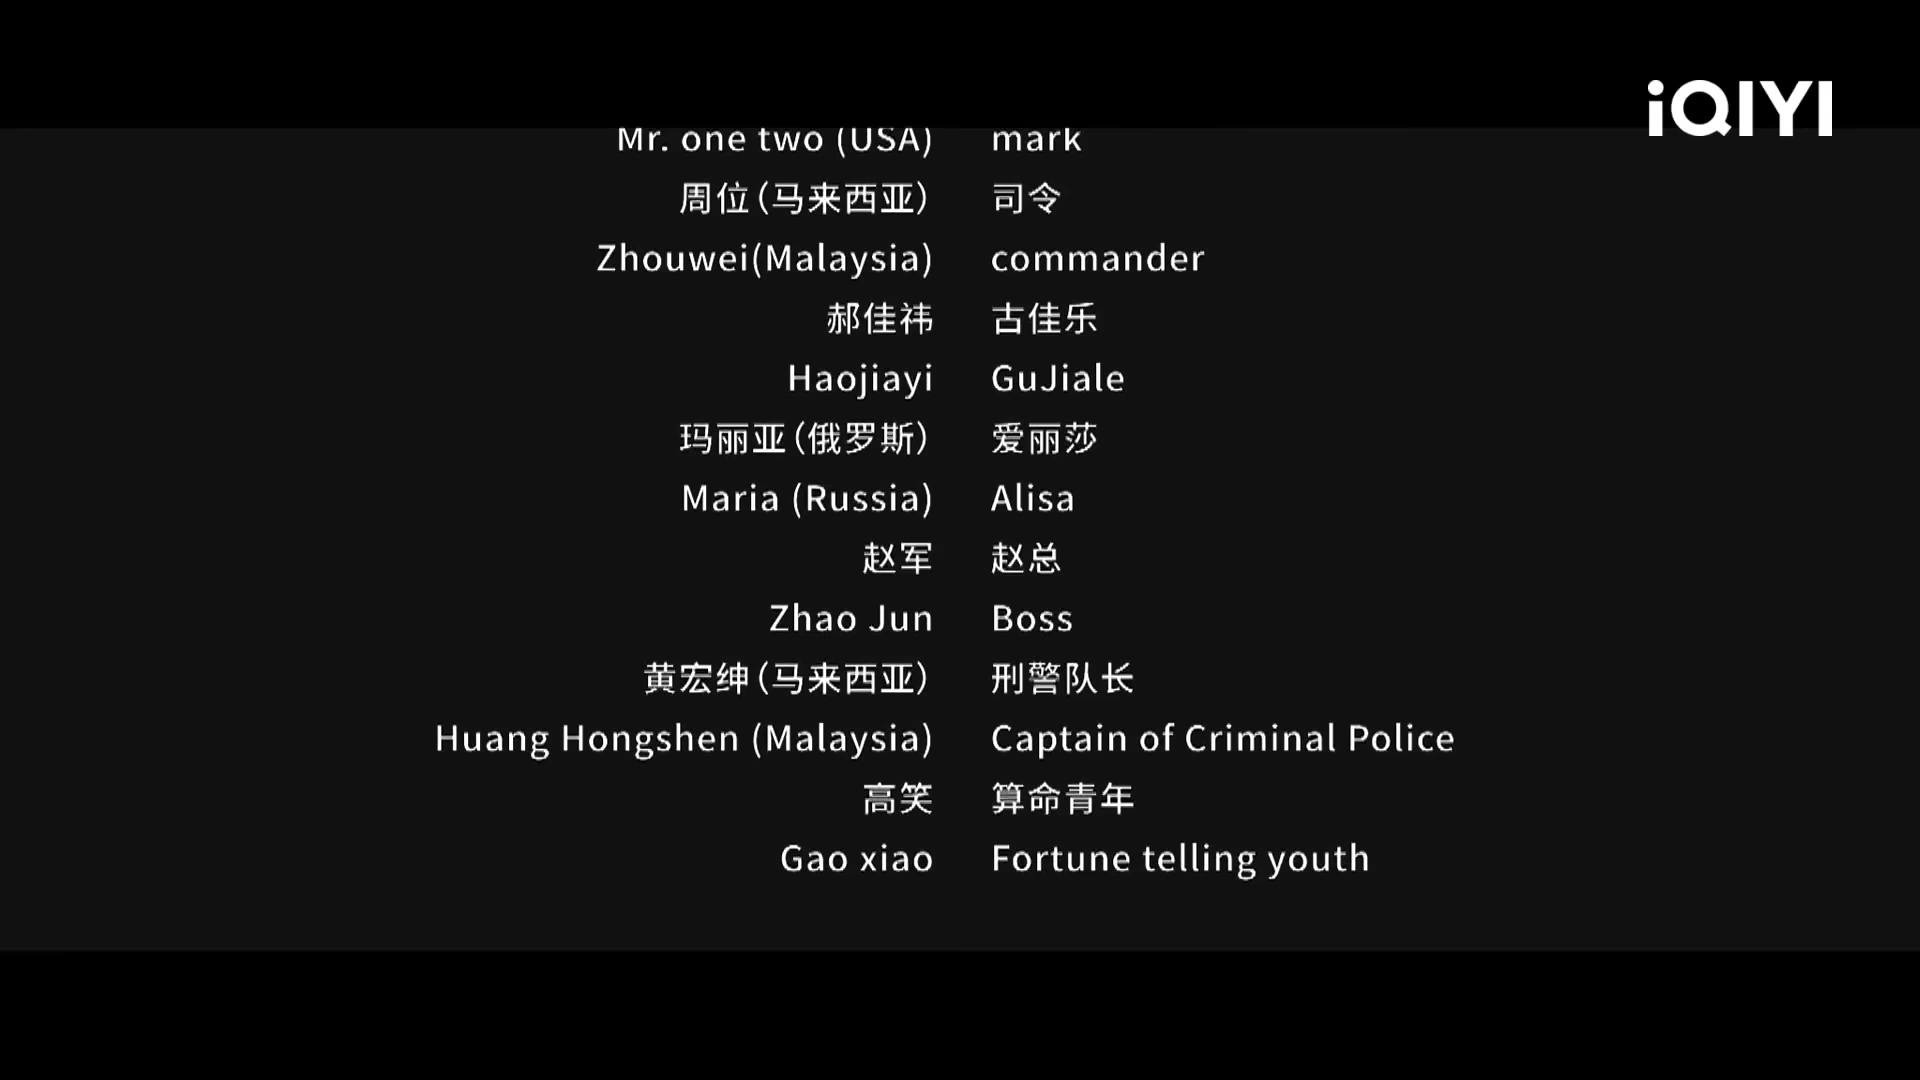 iQIYI
Mr. one two (USA) mark
周位（马来西亚） 司令
Zhouwei(Malaysia) commander
郝佳祎 古佳乐
Haojiayi GuJiale
玛丽亚（俄罗斯） 爱丽莎
Maria (Russia) Alisa
赵军 赵总
Zhao Jun Boss
黄宏绅（马来西亚） 刑警队长
Huang Hongshen (Malaysia) Captain of Criminal Police
高笑 算命青年
Gao xiao Fortune telling youth